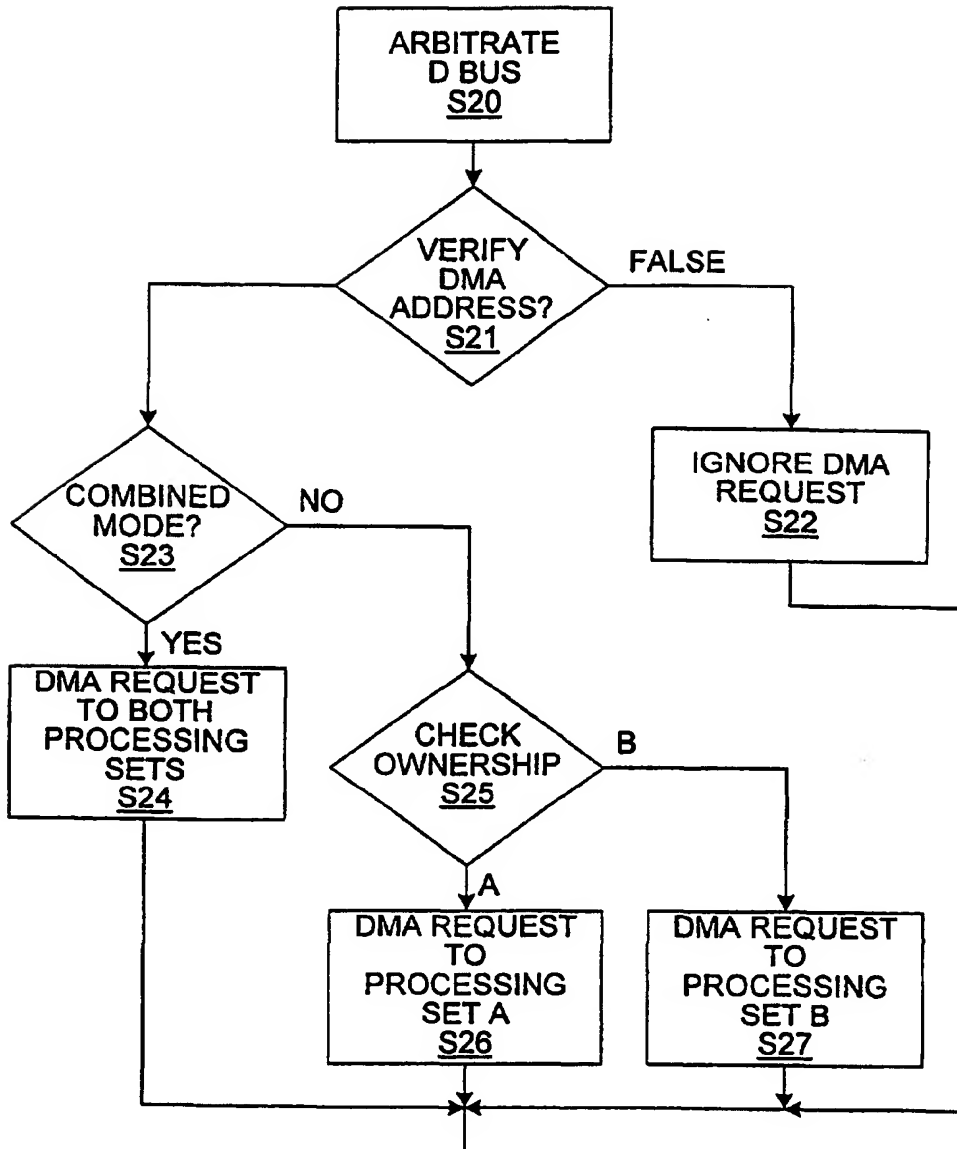 ARBITRATE
D BUS
S20
VERIFY
DMA
ADDRESS?
S21
FALSE
COMBINED
MODE?
S23
NO
IGNORE DMA
REQUEST
S22
YES
DMA REQUEST
TO BOTH
PROCESSING
SETS
S24
CHECK
OWNERSHIP
S25
B
A
DMA REQUEST
TO
PROCESSING
SET A
S26
DMA REQUEST
TO
PROCESSING
SET B
S27